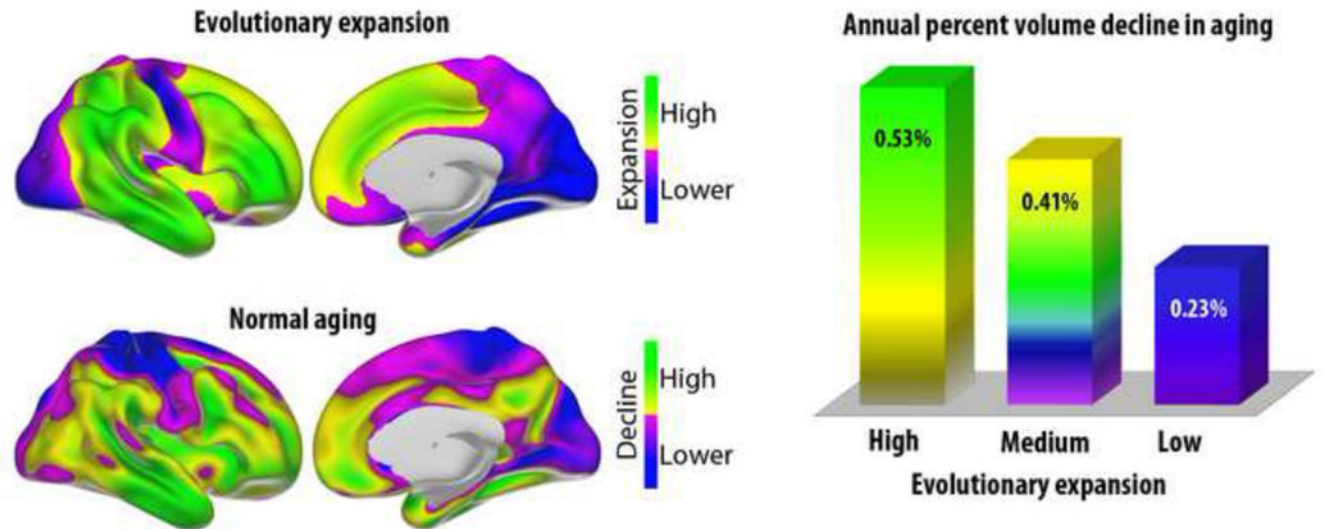 Evolutionary expansion
Expansion
High
Lower
Normal aging
Decline
High
Lower
Annual percent volume decline in aging
0.53%
0.41%
0.23%
High Medium Low
Evolutionary expansion